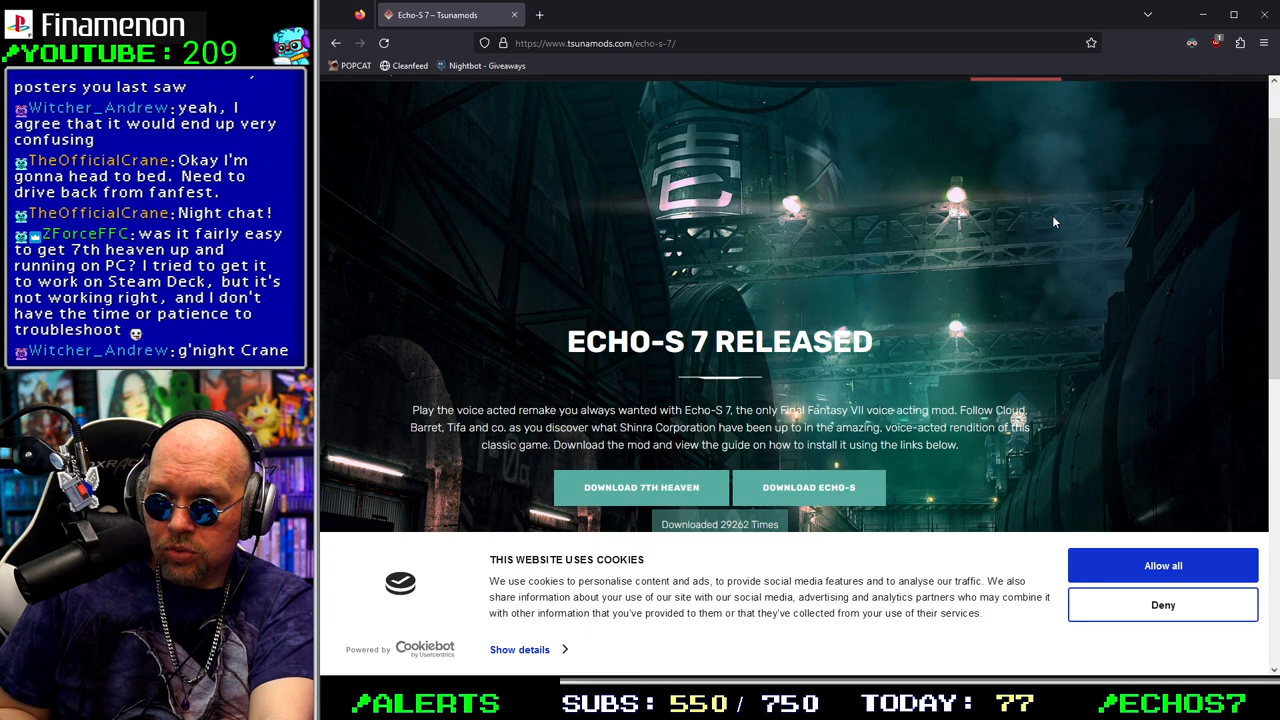 Finamenon
/YOUTUBE: 209
posters you last saw
Witcher_Andrew: yeah, I
agree that it would end up very
confusing
TheOfficialCrane: Okay I'm
gonna head to bed. Need to
drive back from fanfest.
TheOfficialCrane: Night chat!
ZForceFFC: was it fairly easy
to get 7th heaven up and
running on PC? I tried to get it
to work on Steam Deck, but it's
not working right, and I don't
have the time or patience to
troubleshoot
Witcher_Andrew: g'night Crane
Echo-S 7 – Tsunamods
https://www.tsunamods.com/echo-s-7/
1
POPCAT
Cleanfeed
Nightbot - Giveaways
壱
ECHO-S 7 RELEASED
Play the voice acted remake you always wanted with Echo-S 7, the only Final Fantasy VII voice acting mod. Follow Cloud,
Barret, Tifa and co. as you discover what Shinra Corporation have been up to in the amazing, voice-acted rendition of this
classic game. Download the mod and view the guide on how to install it using the links below.
DOWNLOAD 7TH HEAVEN
DOWNLOAD ECHO-S
Downloaded 29262 Times
THIS WEBSITE USES COOKIES
We use cookies to personalise content and ads, to provide social media features and to analyse our traffic. We also
share information about your use of our site with our social media, advertising and analytics partners who may combine it
with other information that you've provided to them or that they've collected from your use of their services.
Allow all
Deny
Powered by Cookiebot
by Usercentrics
Show details
/ALERTS
SUBS: 550/ 750
TODAY: 77
/ECHOS7